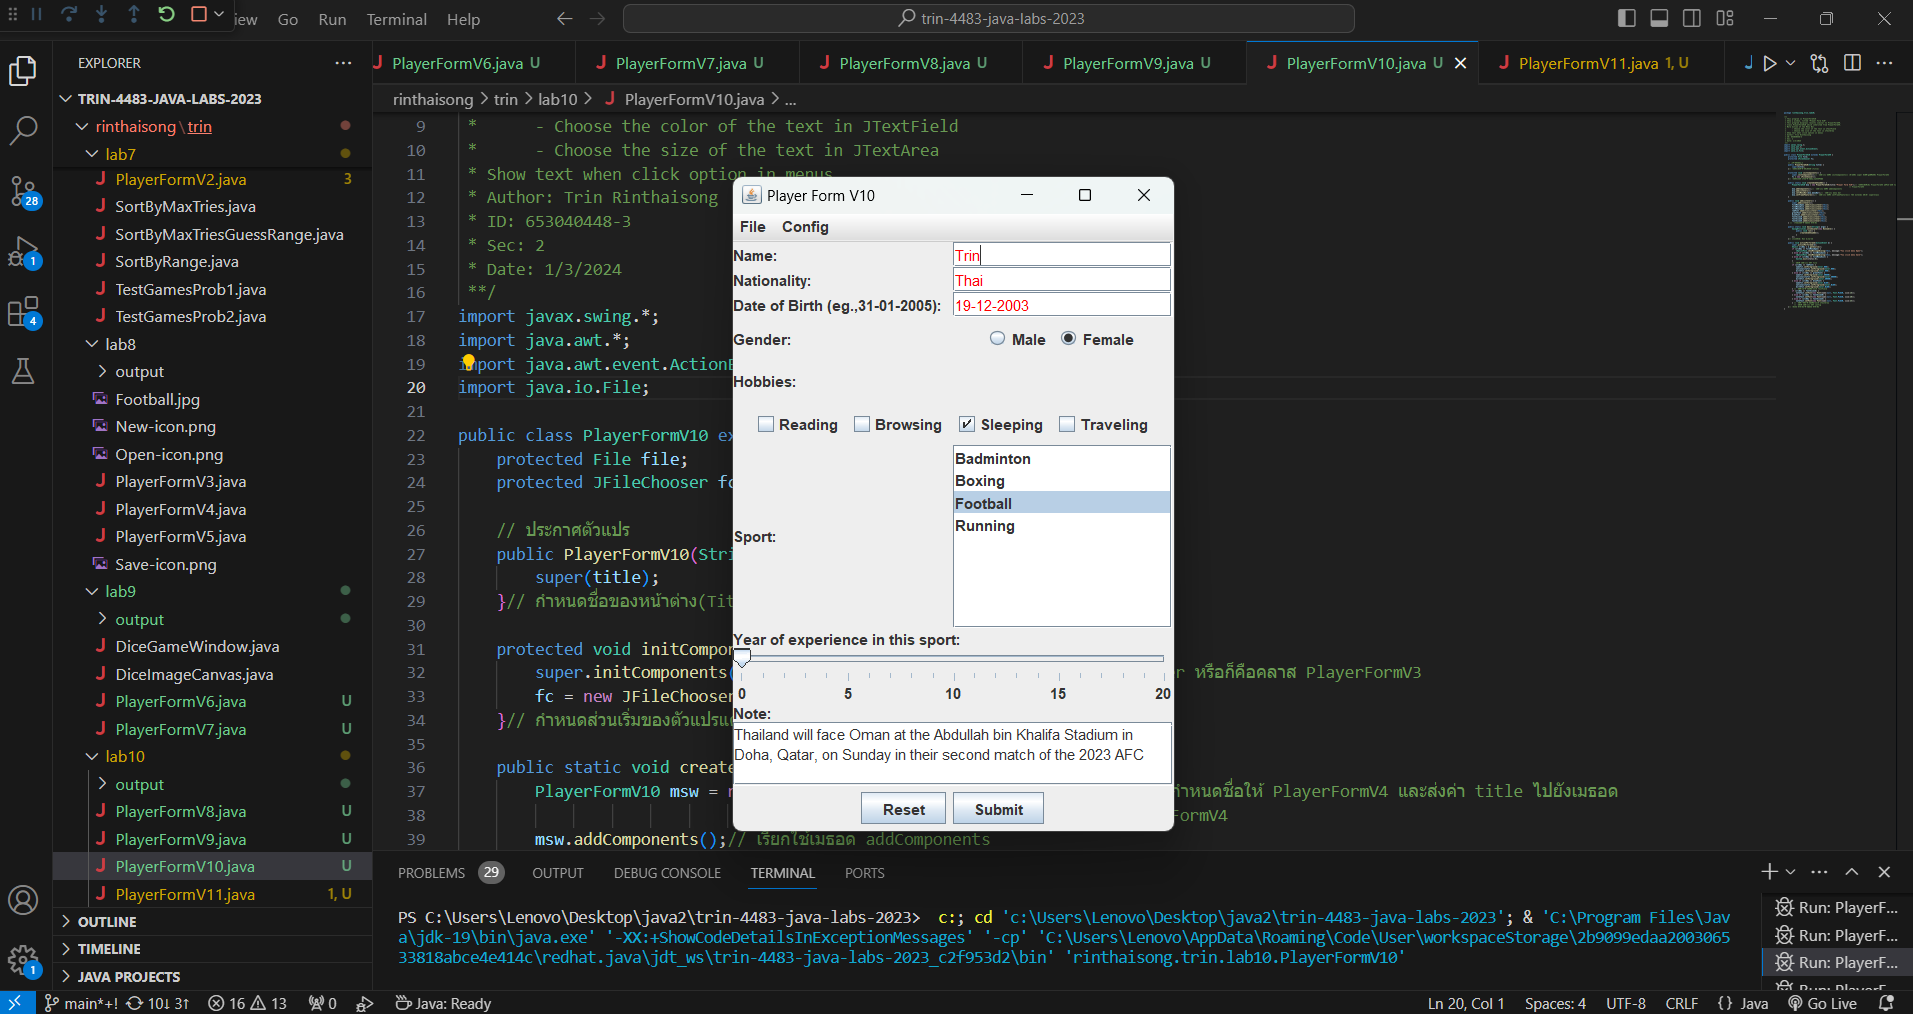 iew Go Run Terminal Help
trin-4483-java-labs-2023
EXPLORER
TRIN-4483-JAVA-LABS-2023
rinthaisong\trin
lab7
PlayerFormV2.java 3
SortByMaxTries.java
SortByMaxTriesGuessRange.java
SortByRange.java
TestGamesProb1.java
TestGamesProb2.java
lab8
output
Football.jpg
New-icon.png
Open-icon.png
PlayerFormV3.java
PlayerFormV4.java
PlayerFormV5.java
Save-icon.png
lab9
output
DiceGameWindow.java
DiceImageCanvas.java
PlayerFormV6.java U
PlayerFormV7.java U
lab10
output
PlayerFormV8.java U
PlayerFormV9.java U
PlayerFormV10.java U
PlayerFormV11.java 1, U
OUTLINE
TIMELINE
JAVA PROJECTS
28
1
4
1
PlayerFormV6.java U PlayerFormV7.java U PlayerFormV8.java U PlayerFormV9.java U PlayerFormV10.java U PlayerFormV11.java 1, U
rinthaisong > trin > lab10 > PlayerFormV10.java > ...
9 * - Choose the color of the text in JTextField
10 * - Choose the size of the text in JTextArea
11 * Show text when click option in menus
12 * Author: Trin Rinthaisong
13 * ID: 653040448-3
14 * Sec: 2
15 * Date: 1/3/2024
16 **/
17 import javax.swing.*;
18 import java.awt.*;
19 import java.awt.event.Action
20 import java.io.File;
21
22 public class PlayerFormV10 ex
23 protected File file;
24 protected JFileChooser fc
25
26 // ประกาศตัวแปร
27 public PlayerFormV10(Stri
28 super(title);
29 }// กำหนดชื่อของหน้าต่าง(Tit
30
31 protected void initCompon
32 super.initComponents( r หรือก็คือคลาส PlayerFormV3
33 fc = new JFileChooser
34 }// กำหนดส่วนเริ่มของตัวแปร
35
36 public static void create
37 PlayerFormV10 msw = กำหนดชื่อให้ PlayerFormV4 และส่งค่า title ไปยังเมธอด
38 FormV4
39 msw.addComponents();// เรียกใช้เมธอด addComponents
Player Form V10
File Config
Name: Trin
Nationality: Thai
Date of Birth (eg.,31-01-2005): 19-12-2003
Gender: Male Female
Hobbies:
Reading Browsing Sleeping Traveling
Sport:
Badminton
Boxing
Football
Running
Year of experience in this sport:
0 5 10 15 20
Note:
Thailand will face Oman at the Abdullah bin Khalifa Stadium in
Doha, Qatar, on Sunday in their second match of the 2023 AFC
Reset Submit
PROBLEMS 29 OUTPUT DEBUG CONSOLE TERMINAL PORTS
PS C:\Users\Lenovo\Desktop\java2\trin-4483-java-labs-2023> c:; cd 'c:\Users\Lenovo\Desktop\java2\trin-4483-java-labs-2023'; & 'C:\Program Files\Jav
a\jdk-19\bin\java.exe' '-XX:+ShowCodeDetailsInExceptionMessages' '-cp' 'C:\Users\Lenovo\AppData\Roaming\Code\User\workspaceStorage\2b9099edaa2003065
33818abce4e414c\redhat.java\jdt_ws\trin-4483-java-labs-2023_c2f953d2\bin' 'rinthaisong.trin.lab10.PlayerFormV10'
Run: PlayerF...
Run: PlayerF...
Run: PlayerF...
main*+! 10↓ 3↑ 16 13 0 Java: Ready
Ln 20, Col 1 Spaces: 4 UTF-8 CRLF {} Java Go Live